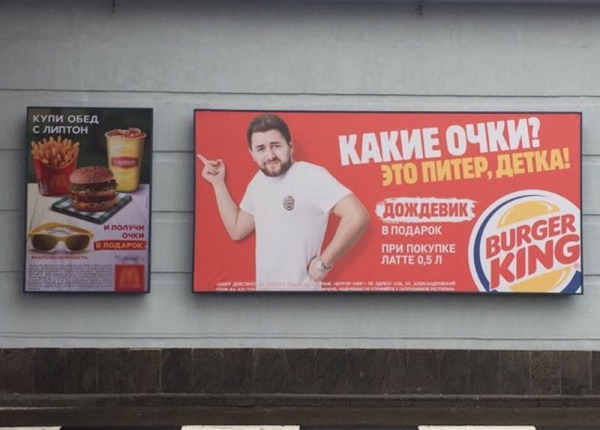 КУПИ ОБЕД
С ЛИПТОН
И ПОЛУЧИ
ОЧКИ
В ПОДАРОК
КАКИЕ ОЧКИ?
ЭТО ПИТЕР, ДЕТКА!
ДОЖДЕВИК
В ПОДАРОК
ПРИ ПОКУПКЕ
ЛАТТЕ 0,5 Л
BURGER
KING